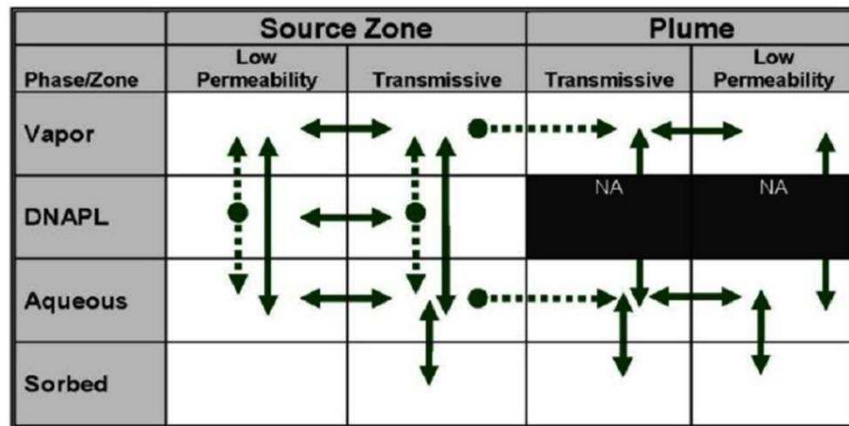 Source Zone Plume
Phase/Zone Low Permeability Transmissive Transmissive Low Permeability
Vapor
NA NA
DNAPL
Aqueous
Sorbed